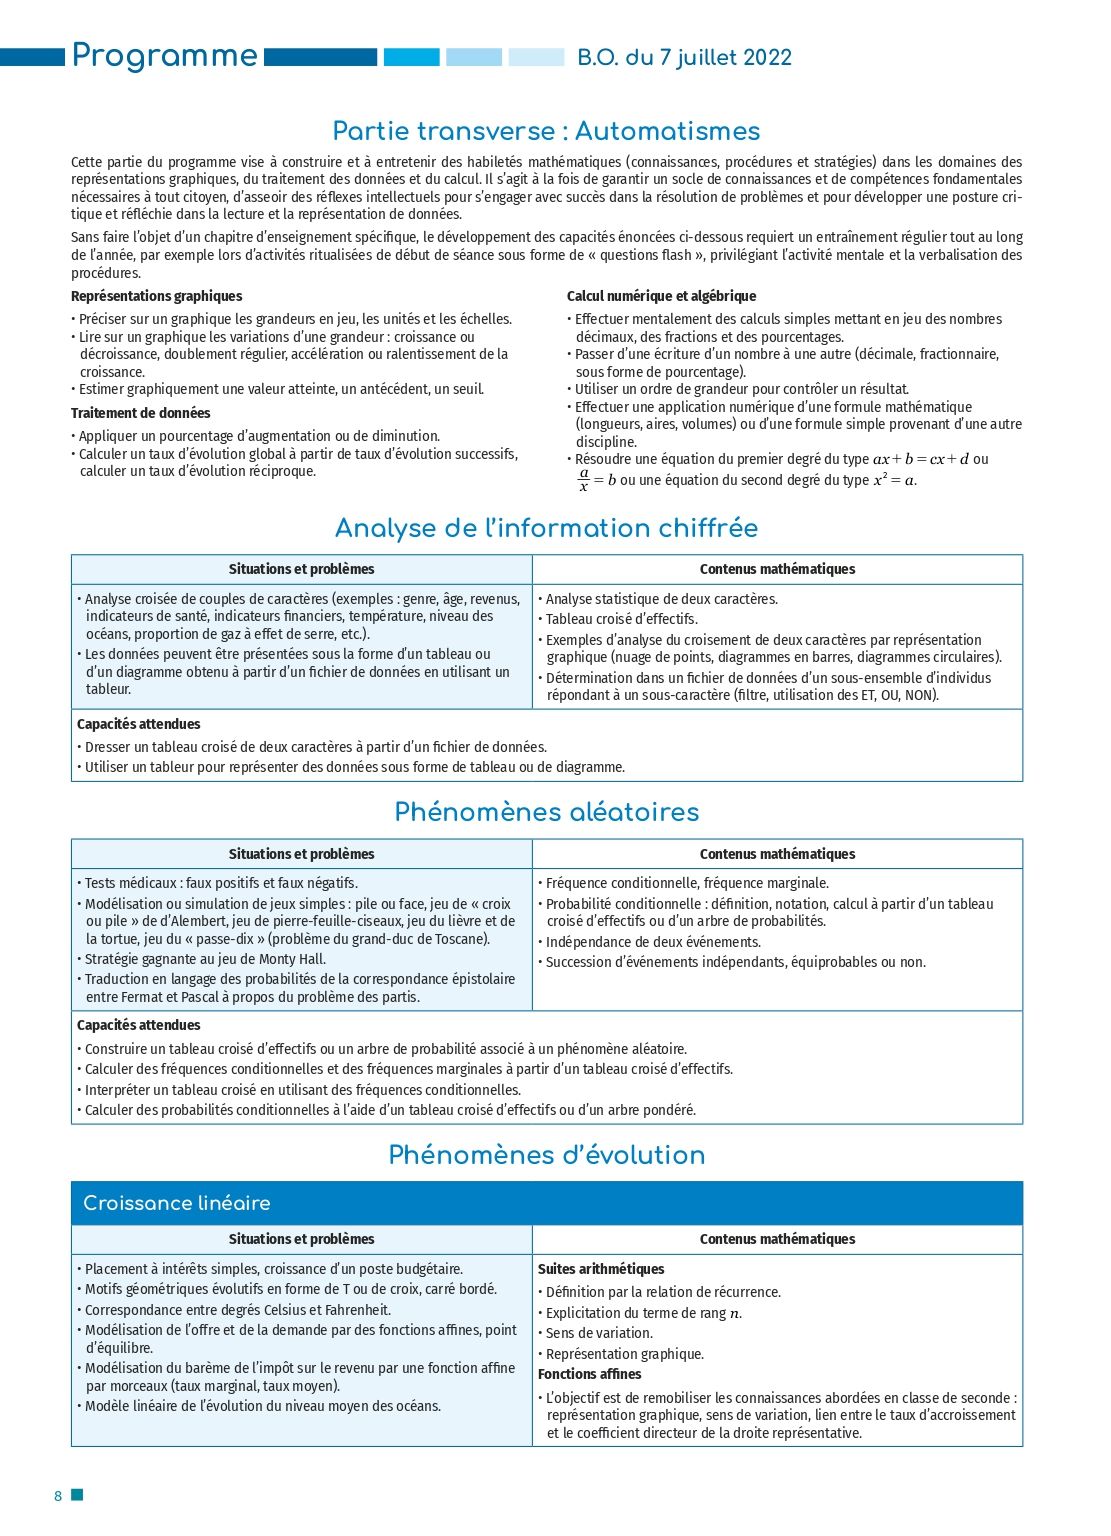 Programme
B.O. du 7 juillet 2022
Partie transverse : Automatismes
Cette partie du programme vise à construire et à entretenir des habiletés mathématiques (connaissances, procédures et stratégies) dans les domaines des
représentations graphiques, du traitement des données et du calcul. Il s’agit à la fois de garantir un socle de connaissances et de compétences fondamentales
nécessaires à tout citoyen, d’asseoir des réflexes intellectuels pour s’engager avec succès dans la résolution de problèmes et pour développer une posture cri-
tique et réfléchie dans la lecture et la représentation de données.
Sans faire l’objet d’un chapitre d’enseignement spécifique, le développement des capacités énoncées ci-dessous requiert un entraînement régulier tout au long
de l’année, par exemple lors d’activités ritualisées de début de séance sous forme de « questions flash », privilégiant l’activité mentale et la verbalisation des
procédures.
Représentations graphiques
• Préciser sur un graphique les grandeurs en jeu, les unités et les échelles.
• Lire sur un graphique les variations d’une grandeur : croissance ou
décroissance, doublement régulier, accélération ou ralentissement de la
croissance.
• Estimer graphiquement une valeur atteinte, un antécédent, un seuil.
Traitement de données
• Appliquer un pourcentage d’augmentation ou de diminution.
• Calculer un taux d’évolution global à partir de taux d’évolution successifs,
calculer un taux d’évolution réciproque.
Calcul numérique et algébrique
• Effectuer mentalement des calculs simples mettant en jeu des nombres
décimaux, des fractions et des pourcentages.
• Passer d’une écriture d’un nombre à une autre (décimale, fractionnaire,
sous forme de pourcentage).
• Utiliser un ordre de grandeur pour contrôler un résultat.
• Effectuer une application numérique d’une formule mathématique
(longueurs, aires, volumes) ou d’une formule simple provenant d’une autre
discipline.
• Résoudre une équation du premier degré du type ax + b = cx + d ou
a/x = b ou une équation du second degré du type x² = a.
Analyse de l’information chiffrée
Situations et problèmes
• Analyse croisée de couples de caractères (exemples : genre, âge, revenus,
indicateurs de santé, indicateurs financiers, température, niveau des
océans, proportion de gaz à effet de serre, etc.).
• Les données peuvent être présentées sous la forme d’un tableau ou
d’un diagramme obtenu à partir d’un fichier de données en utilisant un
tableur.
Contenus mathématiques
• Analyse statistique de deux caractères.
• Tableau croisé d’effectifs.
• Exemples d’analyse du croisement de deux caractères par représentation
graphique (nuage de points, diagrammes en barres, diagrammes circulaires).
• Détermination dans un fichier de données d’un sous-ensemble d’individus
répondant à un sous-caractère (filtre, utilisation des ET, OU, NON).
Capacités attendues
• Dresser un tableau croisé de deux caractères à partir d’un fichier de données.
• Utiliser un tableur pour représenter des données sous forme de tableau ou de diagramme.
Phénomènes aléatoires
Situations et problèmes
• Tests médicaux : faux positifs et faux négatifs.
• Modélisation ou simulation de jeux simples : pile ou face, jeu de « croix
ou pile » de d’Alembert, jeu de pierre-feuille-ciseaux, jeu du lièvre et de
la tortue, jeu du « passe-dix » (problème du grand-duc de Toscane).
• Stratégie gagnante au jeu de Monty Hall.
• Traduction en langage des probabilités de la correspondance épistolaire
entre Fermat et Pascal à propos du problème des partis.
Contenus mathématiques
• Fréquence conditionnelle, fréquence marginale.
• Probabilité conditionnelle : définition, notation, calcul à partir d’un tableau
croisé d’effectifs ou d’un arbre de probabilités.
• Indépendance de deux événements.
• Succession d’événements indépendants, équiprobables ou non.
Capacités attendues
• Construire un tableau croisé d’effectifs ou un arbre de probabilité associé à un phénomène aléatoire.
• Calculer des fréquences conditionnelles et des fréquences marginales à partir d’un tableau croisé d’effectifs.
• Interpréter un tableau croisé en utilisant des fréquences conditionnelles.
• Calculer des probabilités conditionnelles à l’aide d’un tableau croisé d’effectifs ou d’un arbre pondéré.
Phénomènes d’évolution
Croissance linéaire
Situations et problèmes
• Placement à intérêts simples, croissance d’un poste budgétaire.
• Motifs géométriques évolutifs en forme de T ou de croix, carré bordé.
• Correspondance entre degrés Celsius et Fahrenheit.
• Modélisation de l’offre et de la demande par des fonctions affines, point
d’équilibre.
• Modélisation du barème de l’impôt sur le revenu par une fonction affine
par morceaux (taux marginal, taux moyen).
• Modèle linéaire de l’évolution du niveau moyen des océans.
Contenus mathématiques
Suites arithmétiques
• Définition par la relation de récurrence.
• Explicitation du terme de rang n.
• Sens de variation.
• Représentation graphique.
Fonctions affines
• L’objectif est de remobiliser les connaissances abordées en classe de seconde :
représentation graphique, sens de variation, lien entre le taux d’accroissement
et le coefficient directeur de la droite représentative.
8